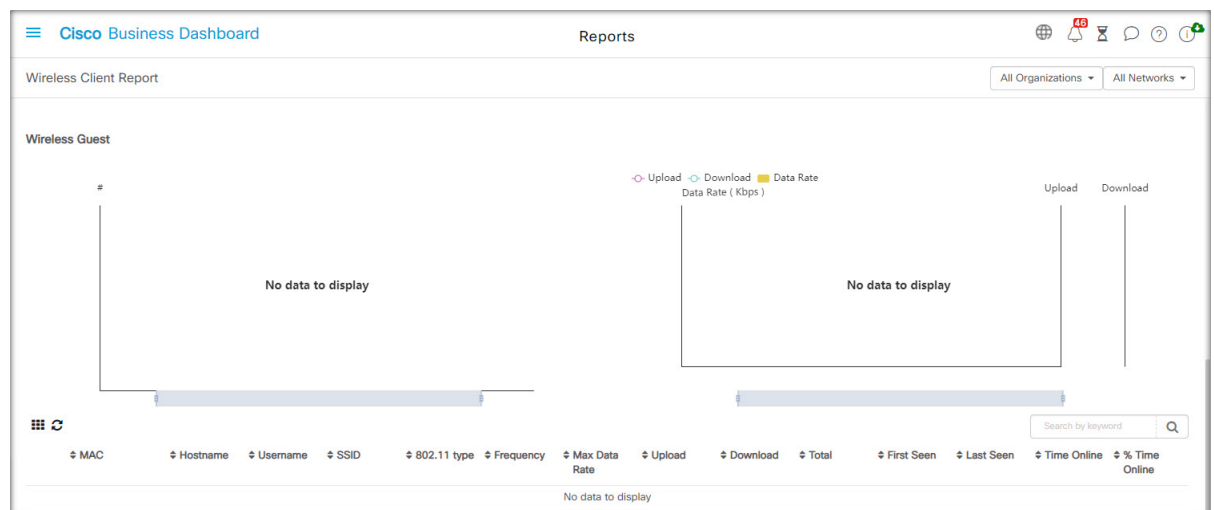 Cisco Business Dashboard
Reports
46
Wireless Client Report
All Organizations
All Networks
Wireless Guest
Upload Download Data Rate
# Data Rate ( Kbps ) Upload Download
No data to display
No data to display
Search by keyword
MAC Hostname Username SSID 802.11 type Frequency Max Data Rate Upload Download Total First Seen Last Seen Time Online % Time Online
No data to display